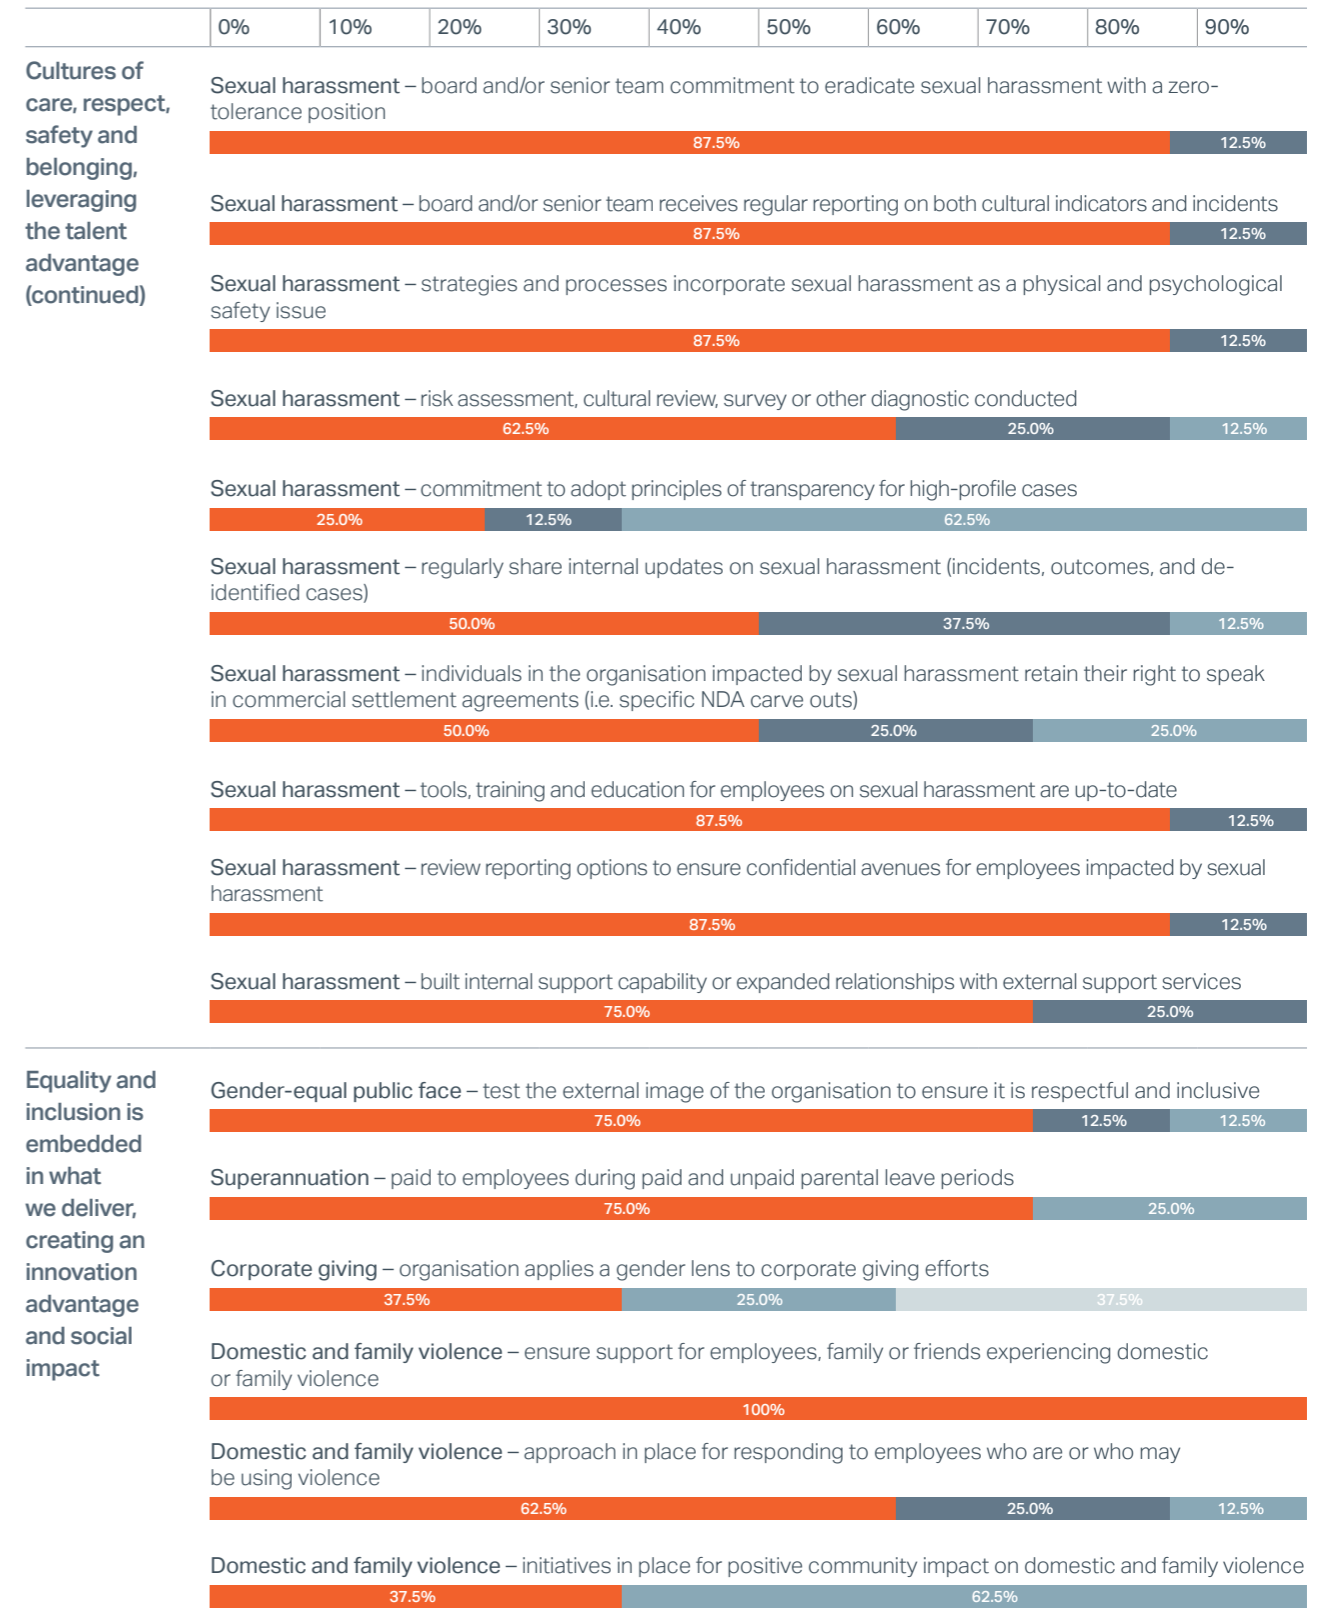 0% 10% 20% 30% 40% 50% 60% 70% 80% 90%
Cultures of
care, respect,
safety and
belonging,
leveraging
the talent
advantage
(continued)
Sexual harassment – board and/or senior team commitment to eradicate sexual harassment with a zero-
tolerance position
87.5% 12.5%
Sexual harassment – board and/or senior team receives regular reporting on both cultural indicators and incidents
87.5% 12.5%
Sexual harassment – strategies and processes incorporate sexual harassment as a physical and psychological
safety issue
87.5% 12.5%
Sexual harassment – risk assessment, cultural review, survey or other diagnostic conducted
62.5% 25.0% 12.5%
Sexual harassment – commitment to adopt principles of transparency for high-profile cases
25.0% 12.5% 62.5%
Sexual harassment – regularly share internal updates on sexual harassment (incidents, outcomes, and de-
identified cases)
50.0% 37.5% 12.5%
Sexual harassment – individuals in the organisation impacted by sexual harassment retain their right to speak
in commercial settlement agreements (i.e. specific NDA carve outs)
50.0% 25.0% 25.0%
Sexual harassment – tools, training and education for employees on sexual harassment are up-to-date
87.5% 12.5%
Sexual harassment – review reporting options to ensure confidential avenues for employees impacted by sexual
harassment
87.5% 12.5%
Sexual harassment – built internal support capability or expanded relationships with external support services
75.0% 25.0%
Equality and
inclusion is
embedded
in what
we deliver,
creating an
innovation
advantage
and social
impact
Gender-equal public face – test the external image of the organisation to ensure it is respectful and inclusive
75.0% 12.5% 12.5%
Superannuation – paid to employees during paid and unpaid parental leave periods
75.0% 25.0%
Corporate giving – organisation applies a gender lens to corporate giving efforts
37.5% 25.0% 37.5%
Domestic and family violence – ensure support for employees, family or friends experiencing domestic
or family violence
100%
Domestic and family violence – approach in place for responding to employees who are or who may
be using violence
62.5% 25.0% 12.5%
Domestic and family violence – initiatives in place for positive community impact on domestic and family violence
37.5% 62.5%